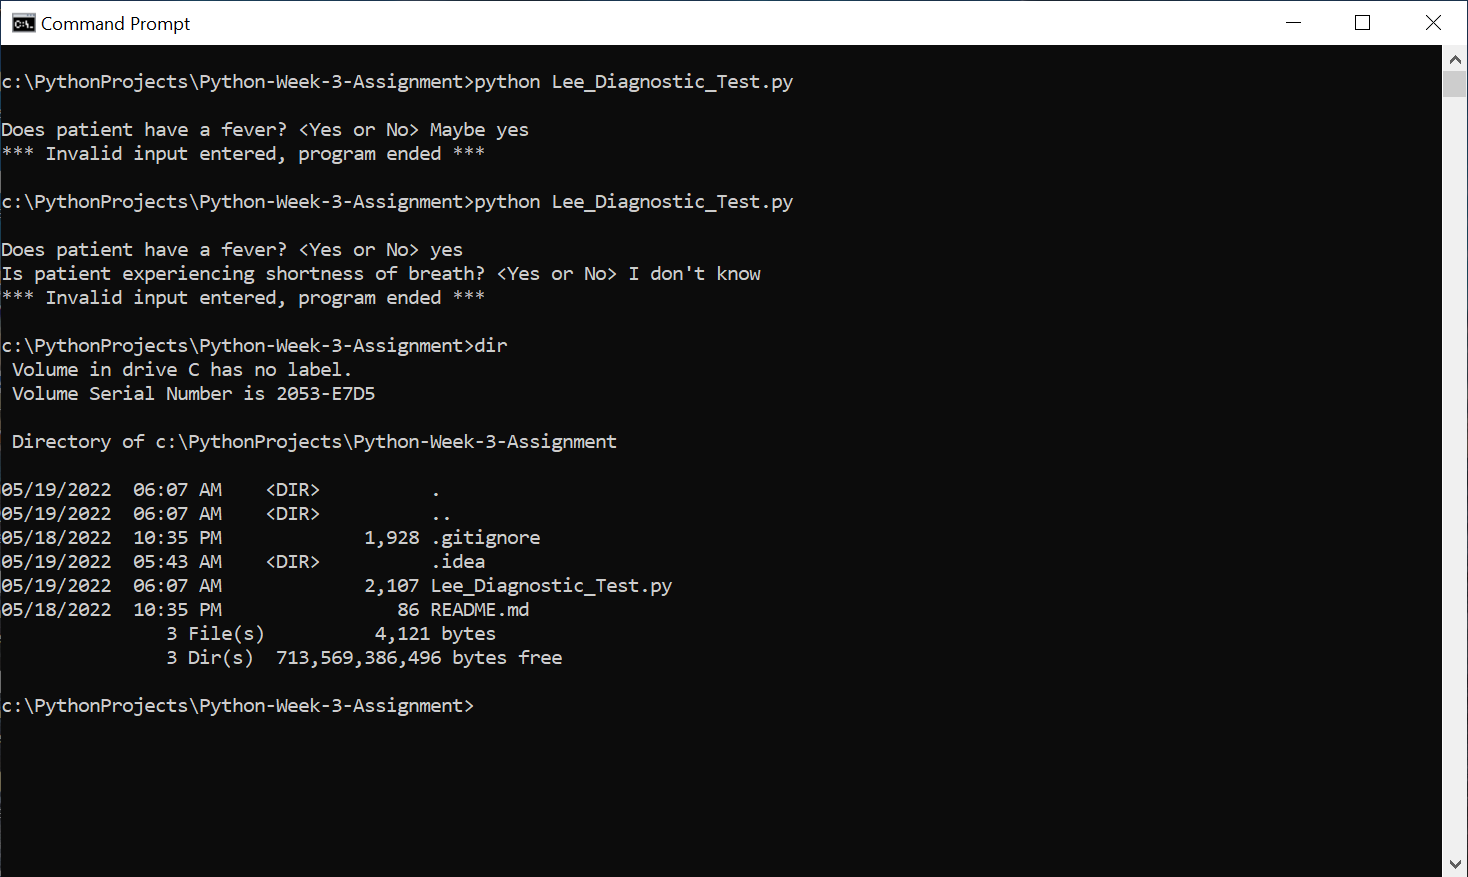 Command Prompt
c:\PythonProjects\Python-Week-3-Assignment>python Lee_Diagnostic_Test.py
Does patient have a fever? <Yes or No> Maybe yes
*** Invalid input entered, program ended ***
c:\PythonProjects\Python-Week-3-Assignment>python Lee_Diagnostic_Test.py
Does patient have a fever? <Yes or No> yes
Is patient experiencing shortness of breath? <Yes or No> I don't know
*** Invalid input entered, program ended ***
c:\PythonProjects\Python-Week-3-Assignment>dir
 Volume in drive C has no label.
 Volume Serial Number is 2053-E7D5
 Directory of c:\PythonProjects\Python-Week-3-Assignment
05/19/2022  06:07 AM    <DIR>          .
05/19/2022  06:07 AM    <DIR>          ..
05/18/2022  10:35 PM             1,928 .gitignore
05/19/2022  05:43 AM    <DIR>          .idea
05/19/2022  06:07 AM             2,107 Lee_Diagnostic_Test.py
05/18/2022  10:35 PM                86 README.md
               3 File(s)          4,121 bytes
               3 Dir(s)  713,569,386,496 bytes free
c:\PythonProjects\Python-Week-3-Assignment>